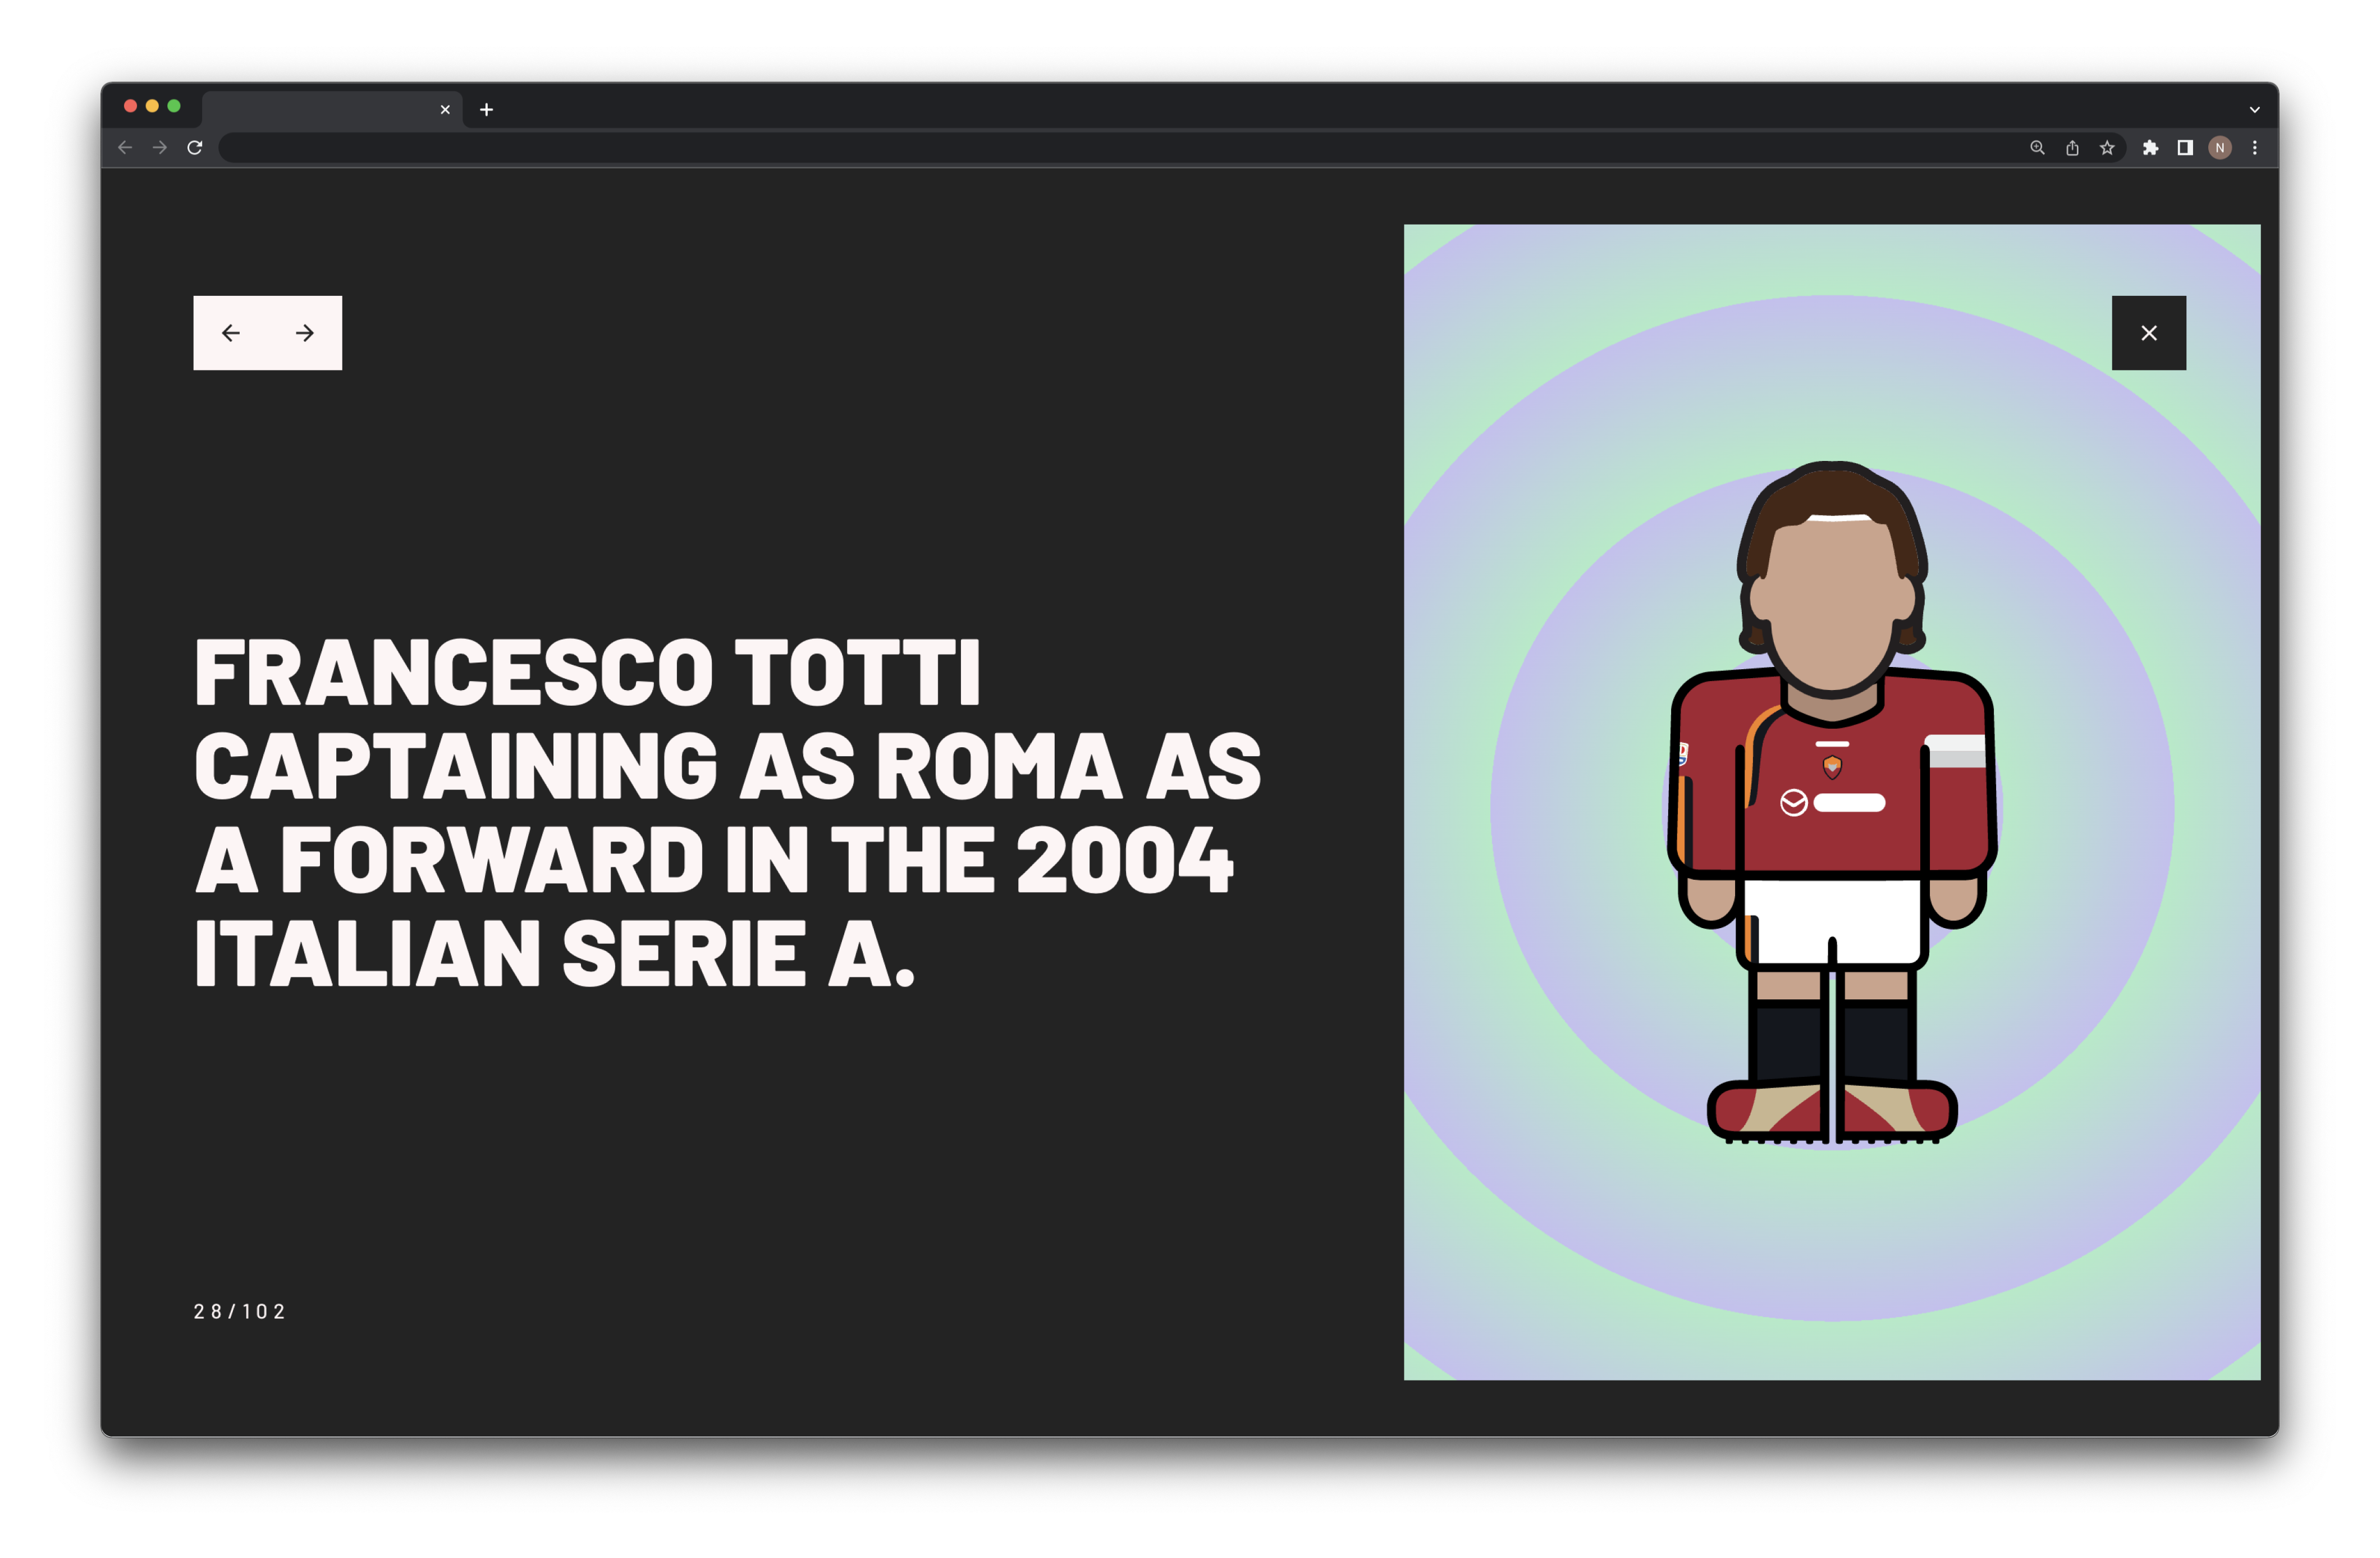 N
FRANCESCO TOTTI
CAPTAINING AS ROMA AS
A FORWARD IN THE 2004
ITALIAN SERIE A.
28/102